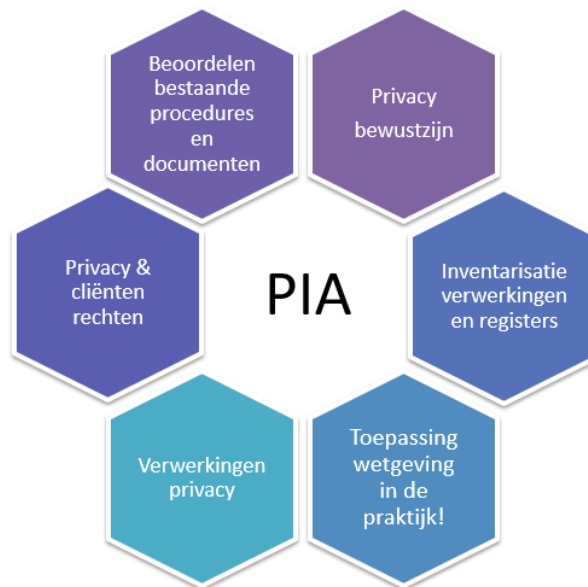 Beoordelen
bestaande
procedures
en
documenten
Privacy
bewustzijn
Privacy &
cliënten
rechten
PIA
Inventarisatie
verwerkingen
en registers
Verwerkingen
privacy
Toepassing
wetgeving
in de
praktijk!